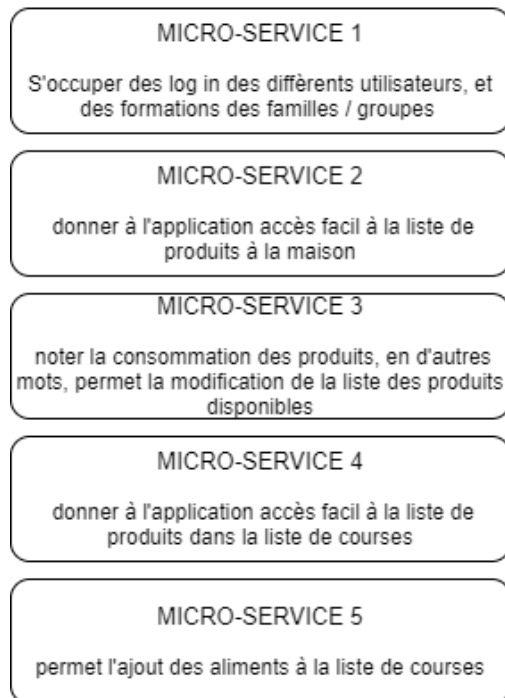 MICRO-SERVICE 1
S'occuper des log in des diffèrents utilisateurs, et
des formations des familles / groupes
MICRO-SERVICE 2
donner à l'application accès facil à la liste de
produits à la maison
MICRO-SERVICE 3
noter la consommation des produits, en d'autres
mots, permet la modification de la liste des produits
disponibles
MICRO-SERVICE 4
donner à l'application accès facil à la liste de
produits dans la liste de courses
MICRO-SERVICE 5
permet l'ajout des aliments à la liste de courses